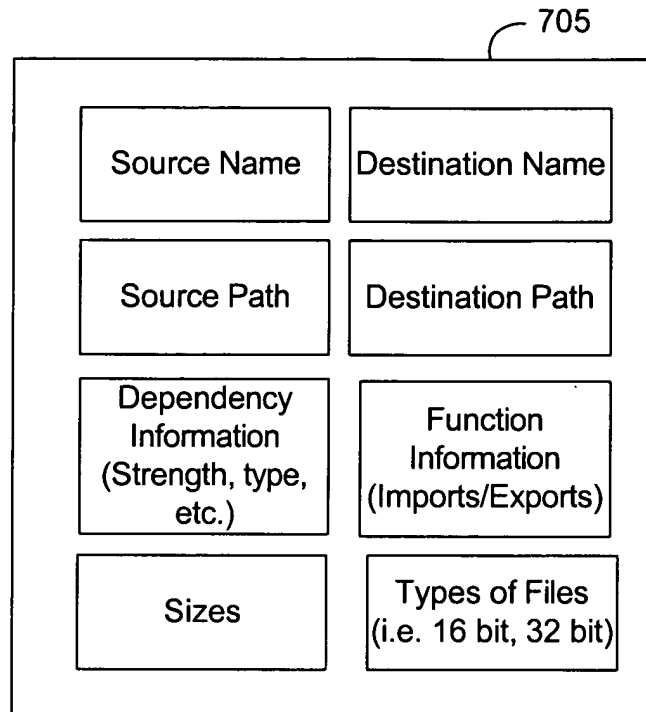 705
Source Name
Destination Name
Source Path
Destination Path
Dependency
Information
(Strength, type,
etc.)
Function
Information
(Imports/Exports)
Sizes
Types of Files
(i.e. 16 bit, 32 bit)